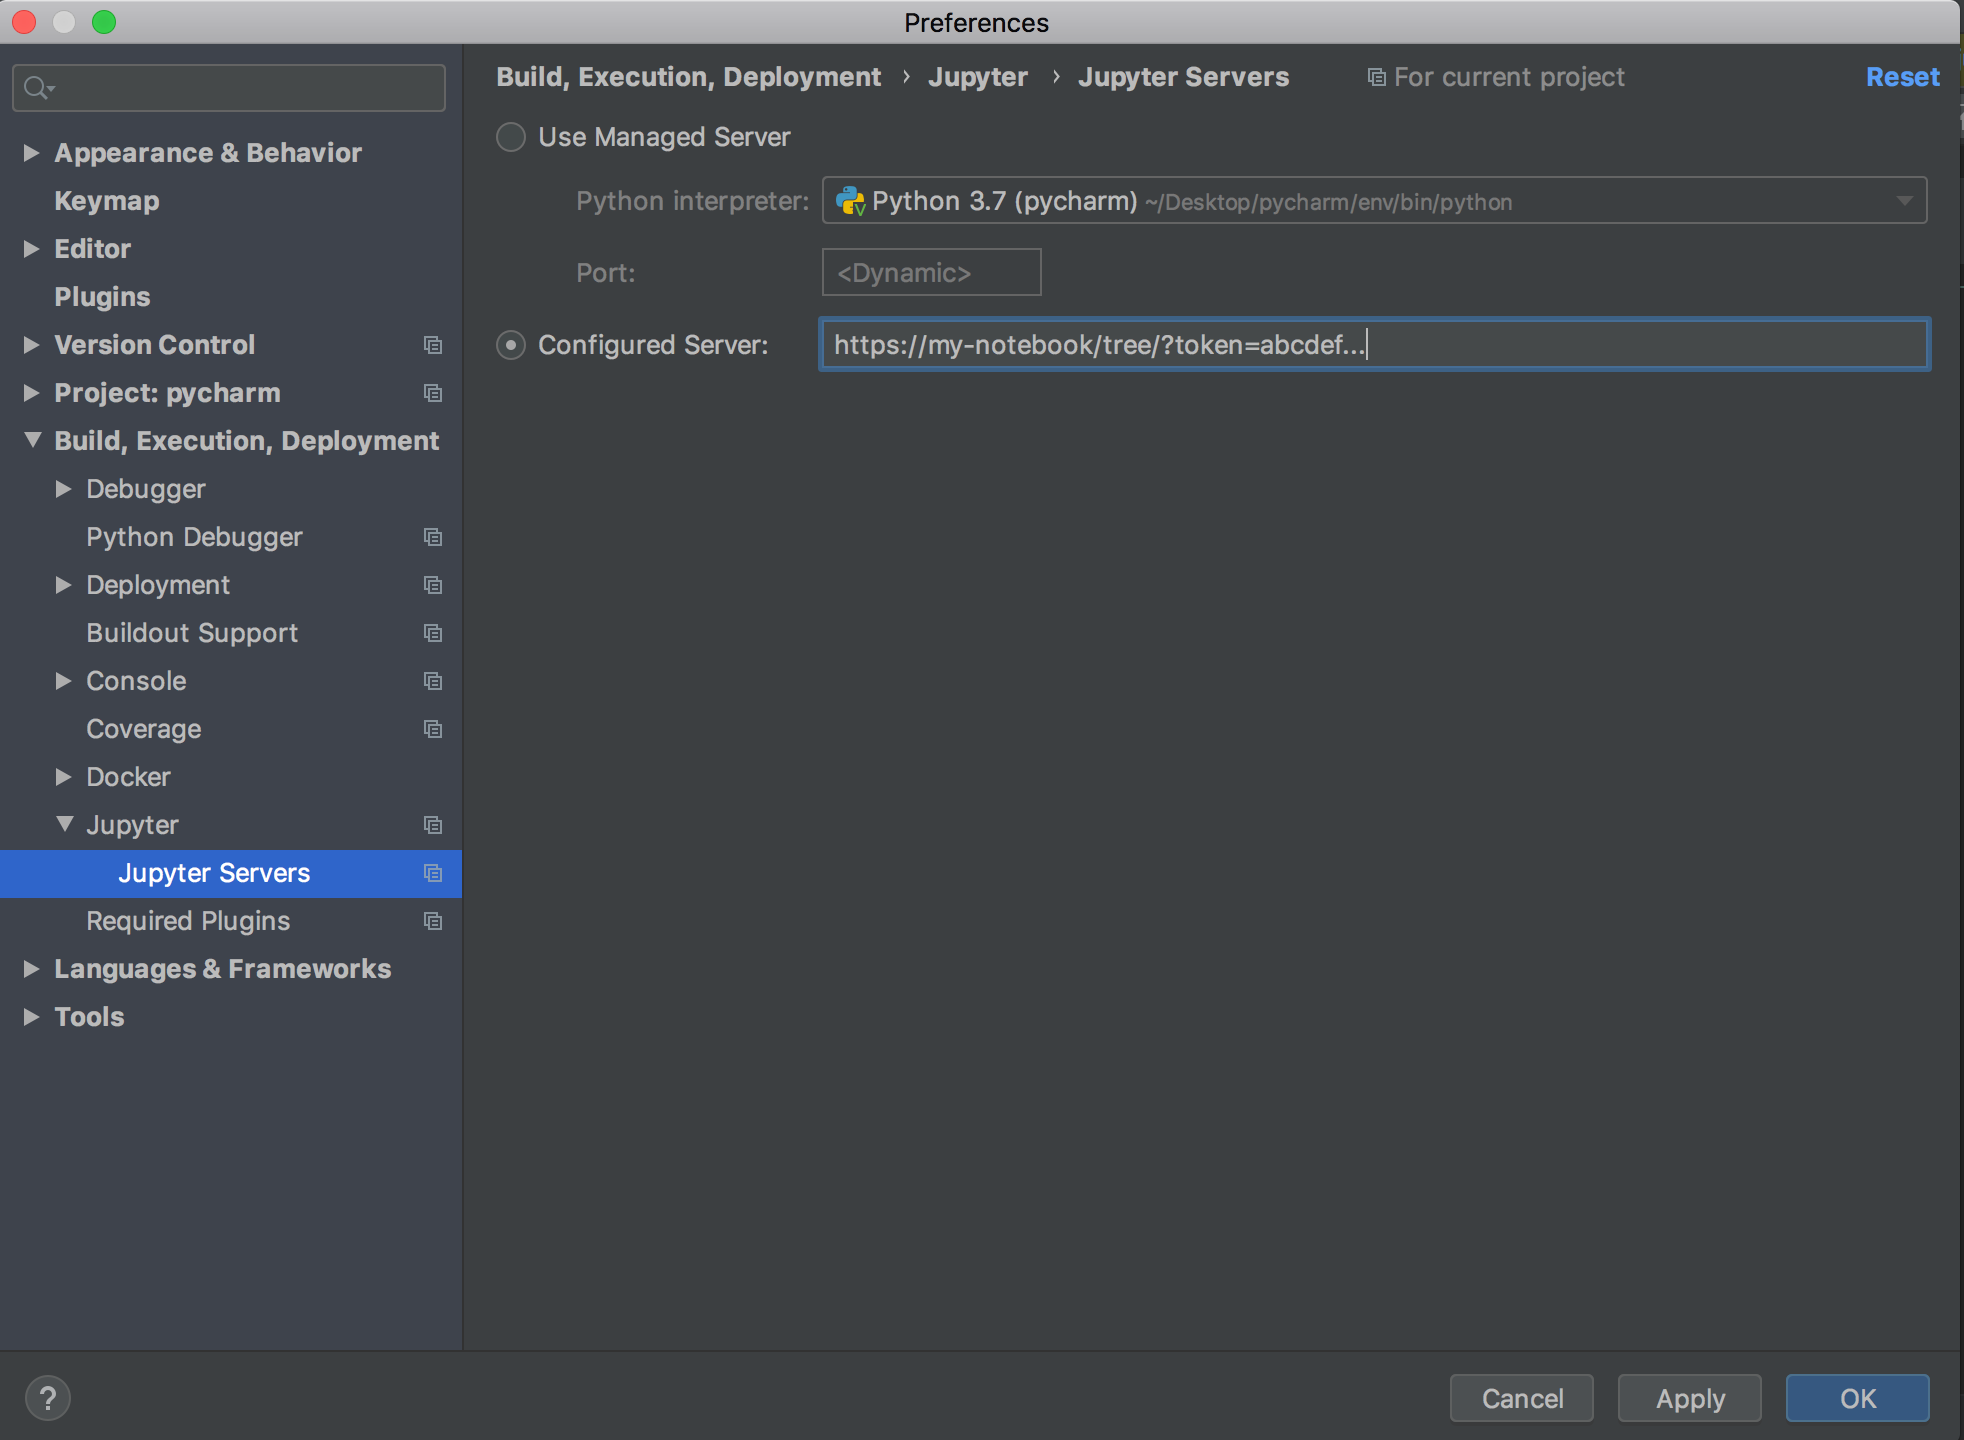 Preferences
Build, Execution, Deployment › Jupyter › Jupyter Servers For current project Reset
Appearance & Behavior
Keymap
Editor
Plugins
Version Control
Project: pycharm
Build, Execution, Deployment
Debugger
Python Debugger
Deployment
Buildout Support
Console
Coverage
Docker
Jupyter
Jupyter Servers
Required Plugins
Languages & Frameworks
Tools
Use Managed Server
Python interpreter: Python 3.7 (pycharm) ~/Desktop/pycharm/env/bin/python
Port: <Dynamic>
Configured Server: https://my-notebook/tree/?token=abcdef...
? Cancel Apply OK